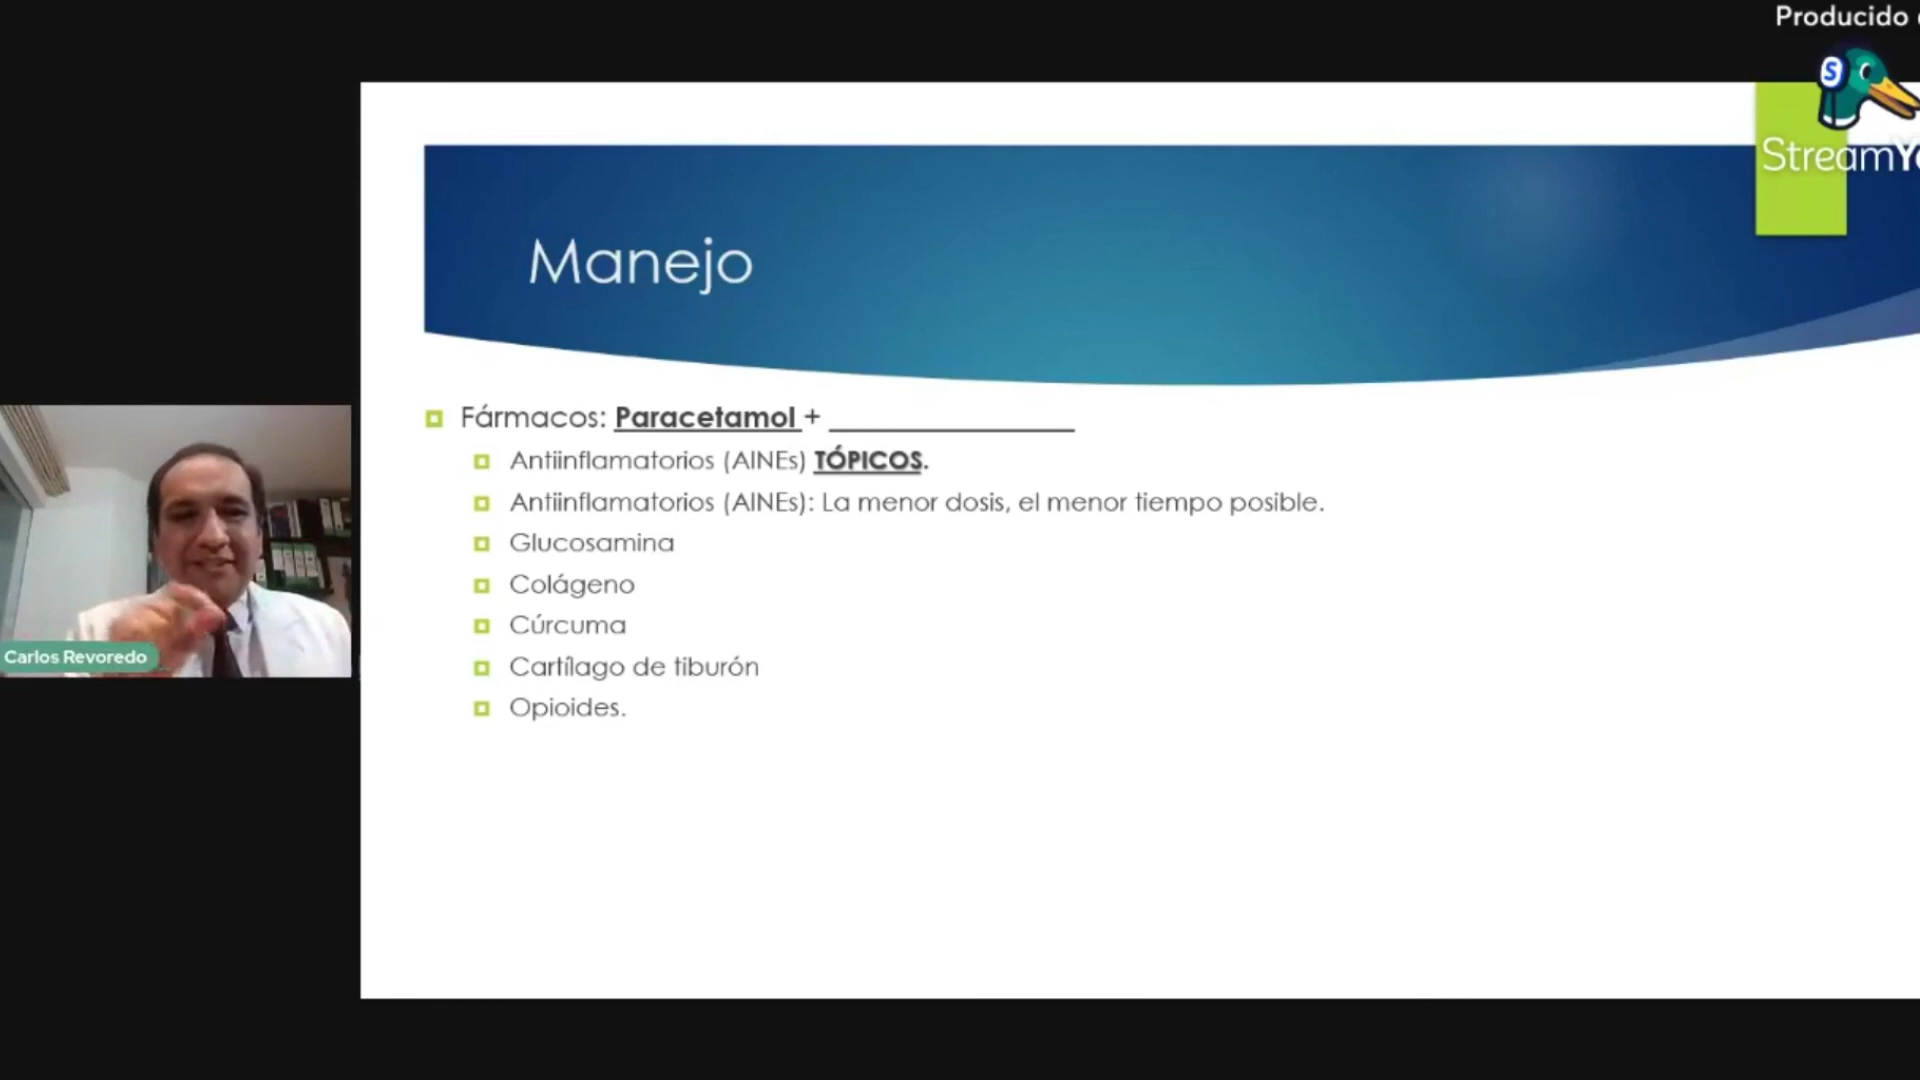 Producido
StreamY
Manejo
Fármacos: Paracetamol + ____________
Antiinflamatorios (AINEs) TÓPICOS.
Antiinflamatorios (AINEs): La menor dosis, el menor tiempo posible.
Glucosamina
Colágeno
Cúrcuma
Cartílago de tiburón
Opioides.
Carlos Revoredo
S